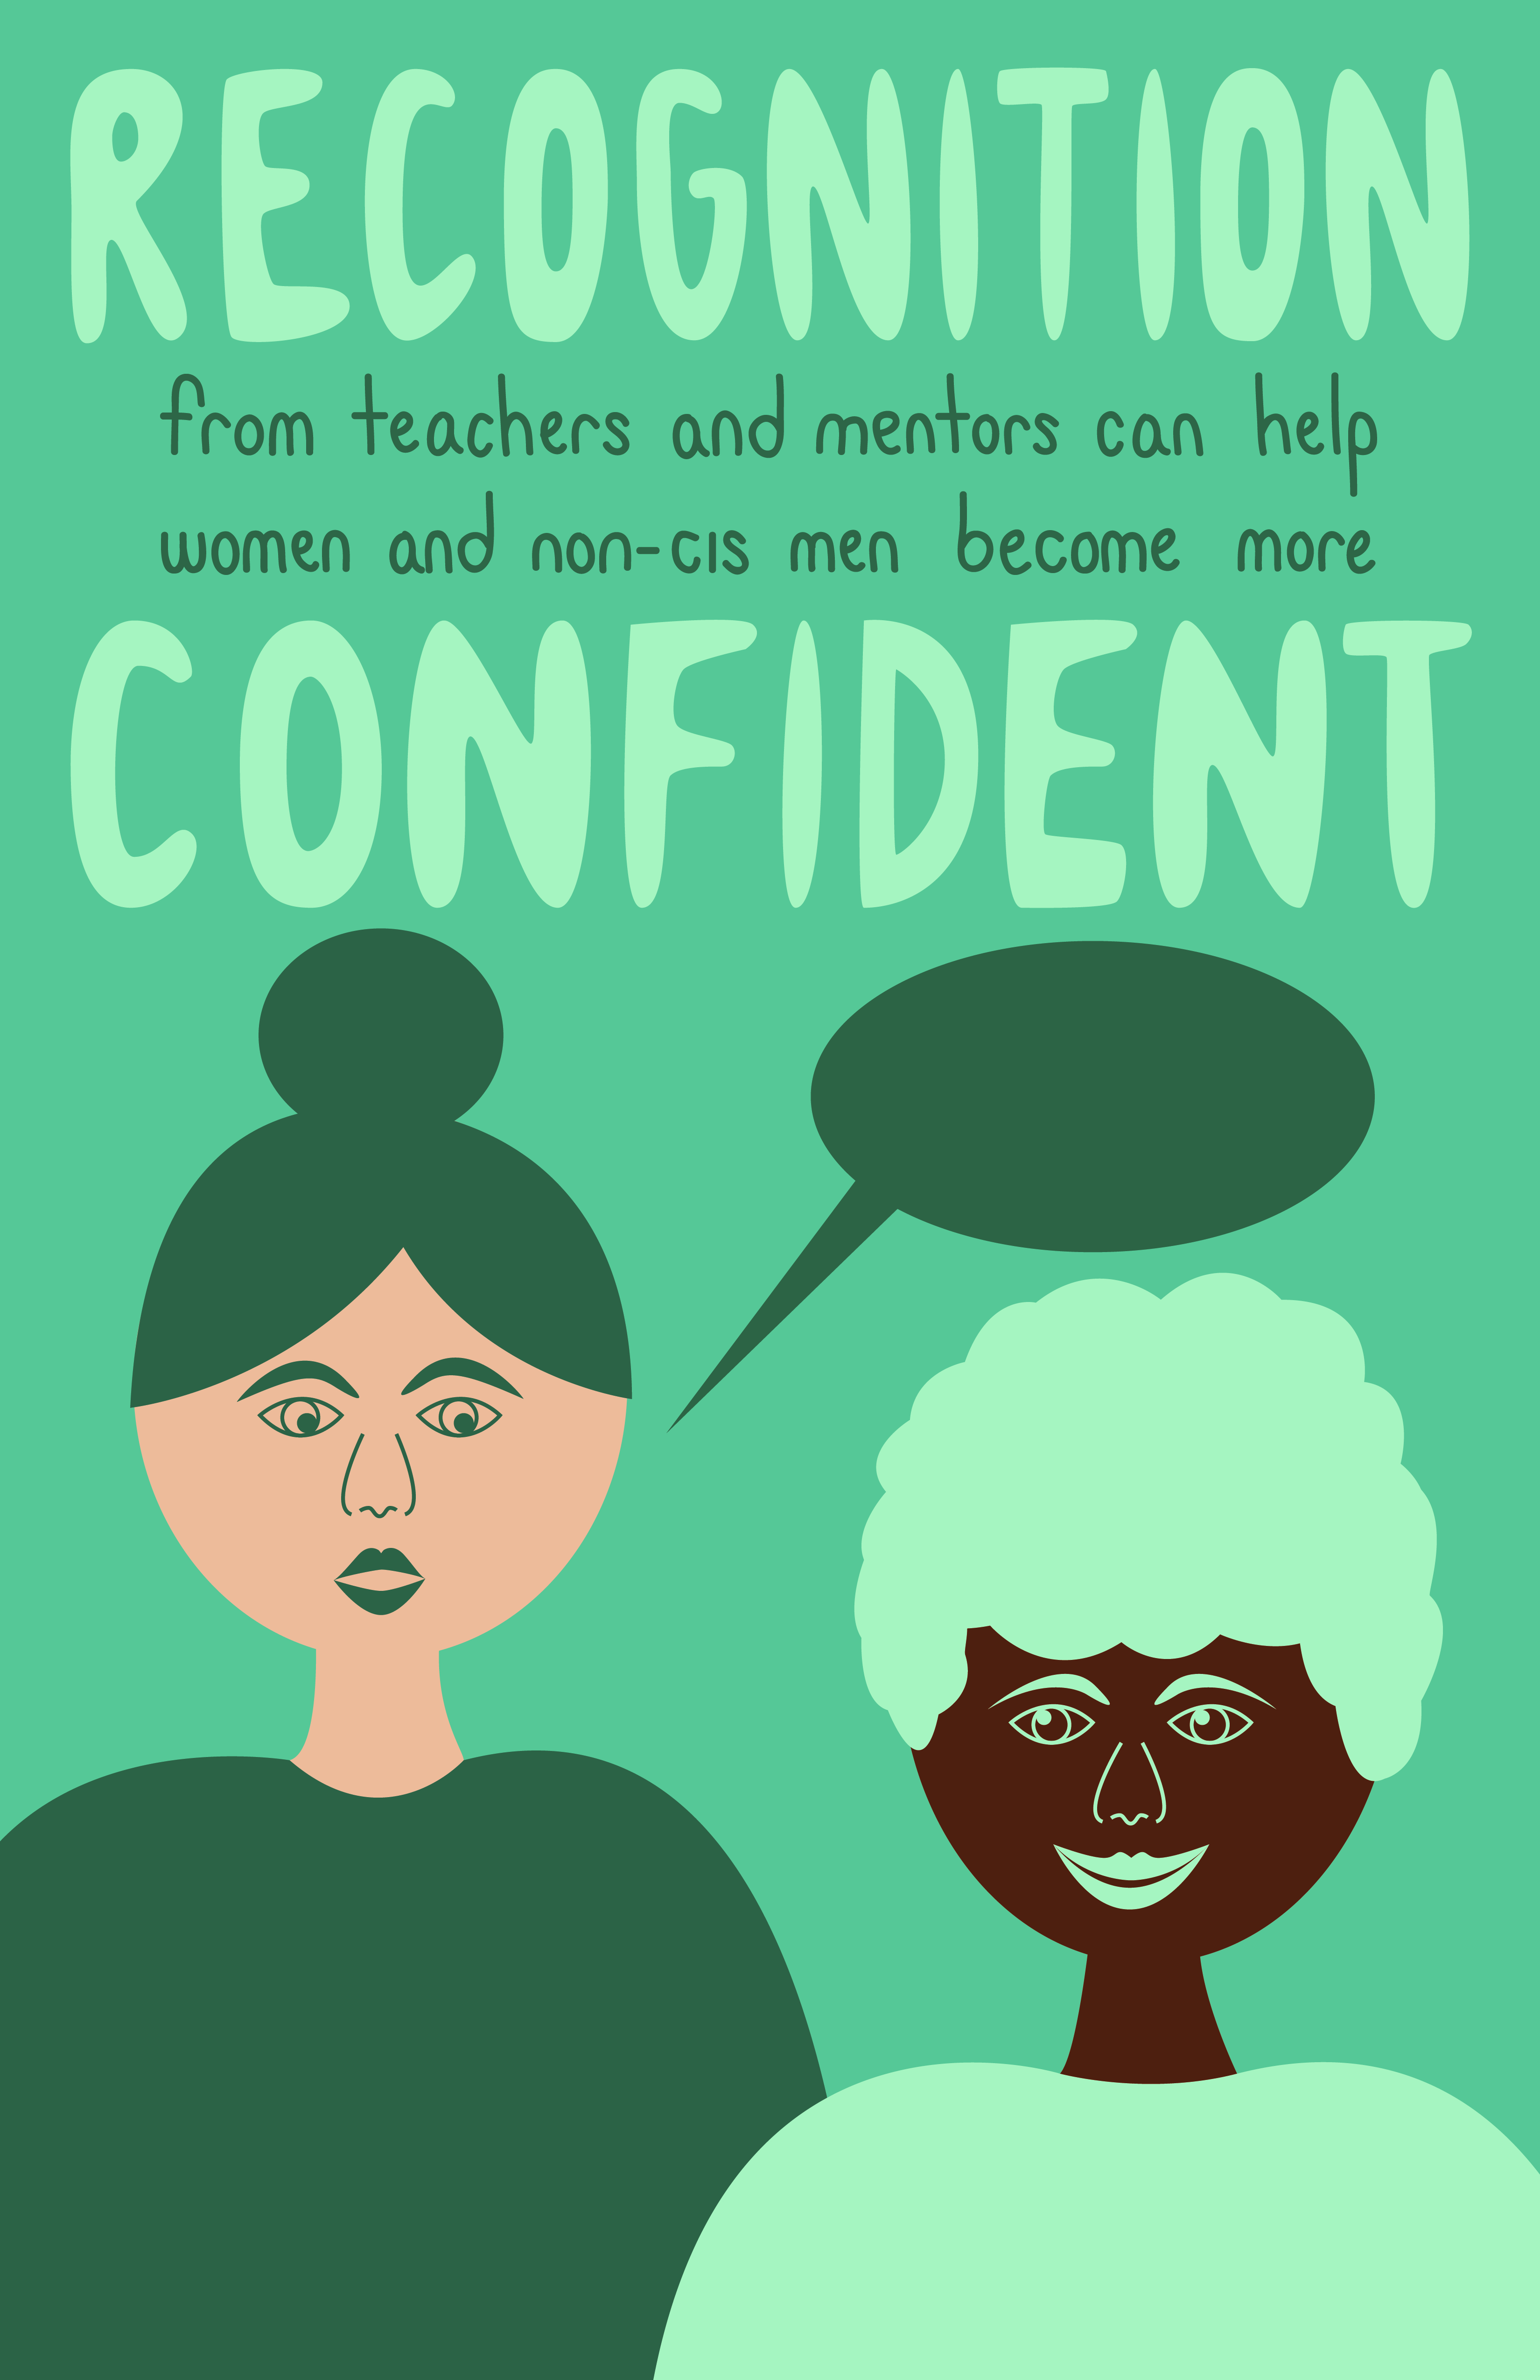 RECOGNITION
from teachers and mentors can help
women and non-cis men become more
CONFIDENT